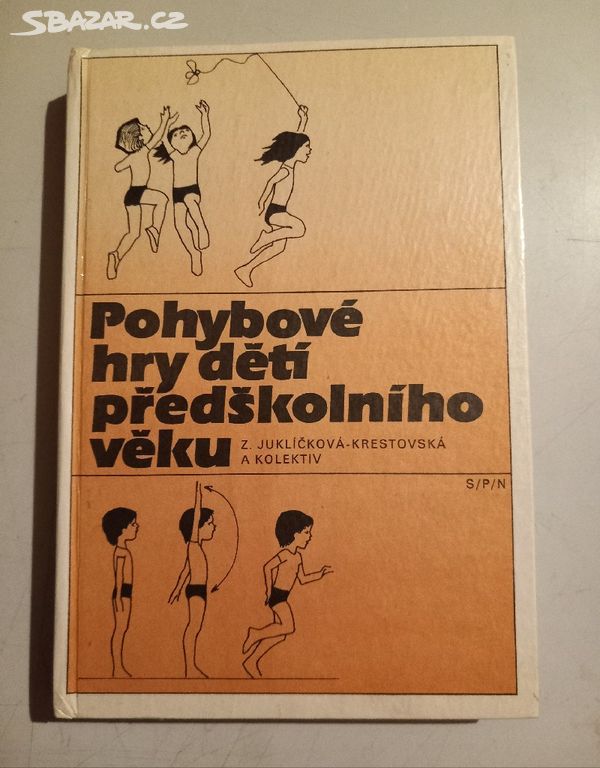 SBAZAR.CZ
Pohybové
hry dětí
předškolního
věku
Z. JUKLÍČKOVÁ-KRESTOVSKÁ
A KOLEKTIV
S/P/N